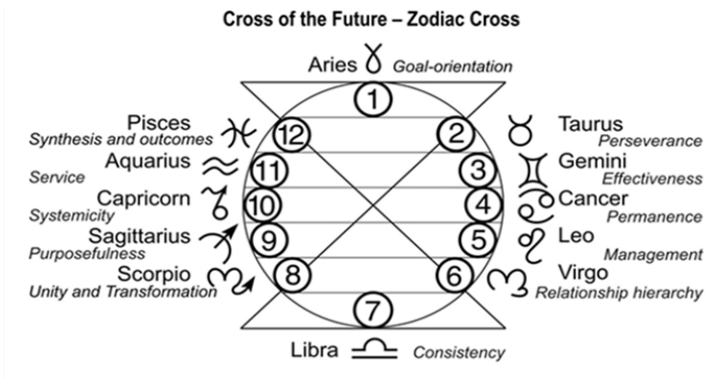 Cross of the Future – Zodiac Cross
Aries ♈ Goal-orientation
1
Pisces ♓ 12 2 ♉ Taurus
Synthesis and outcomes Perseverance
Aquarius ♒ 11 3 ♊ Gemini
Service Effectiveness
Capricorn ♑ 10 4 ♋ Cancer
Systemicity Permanence
Sagittarius ♐ 9 5 ♌ Leo
Purposefulness Management
Scorpio ♏ 8 6 ♍ Virgo
Unity and Transformation Relationship hierarchy
7
Libra ♎ Consistency